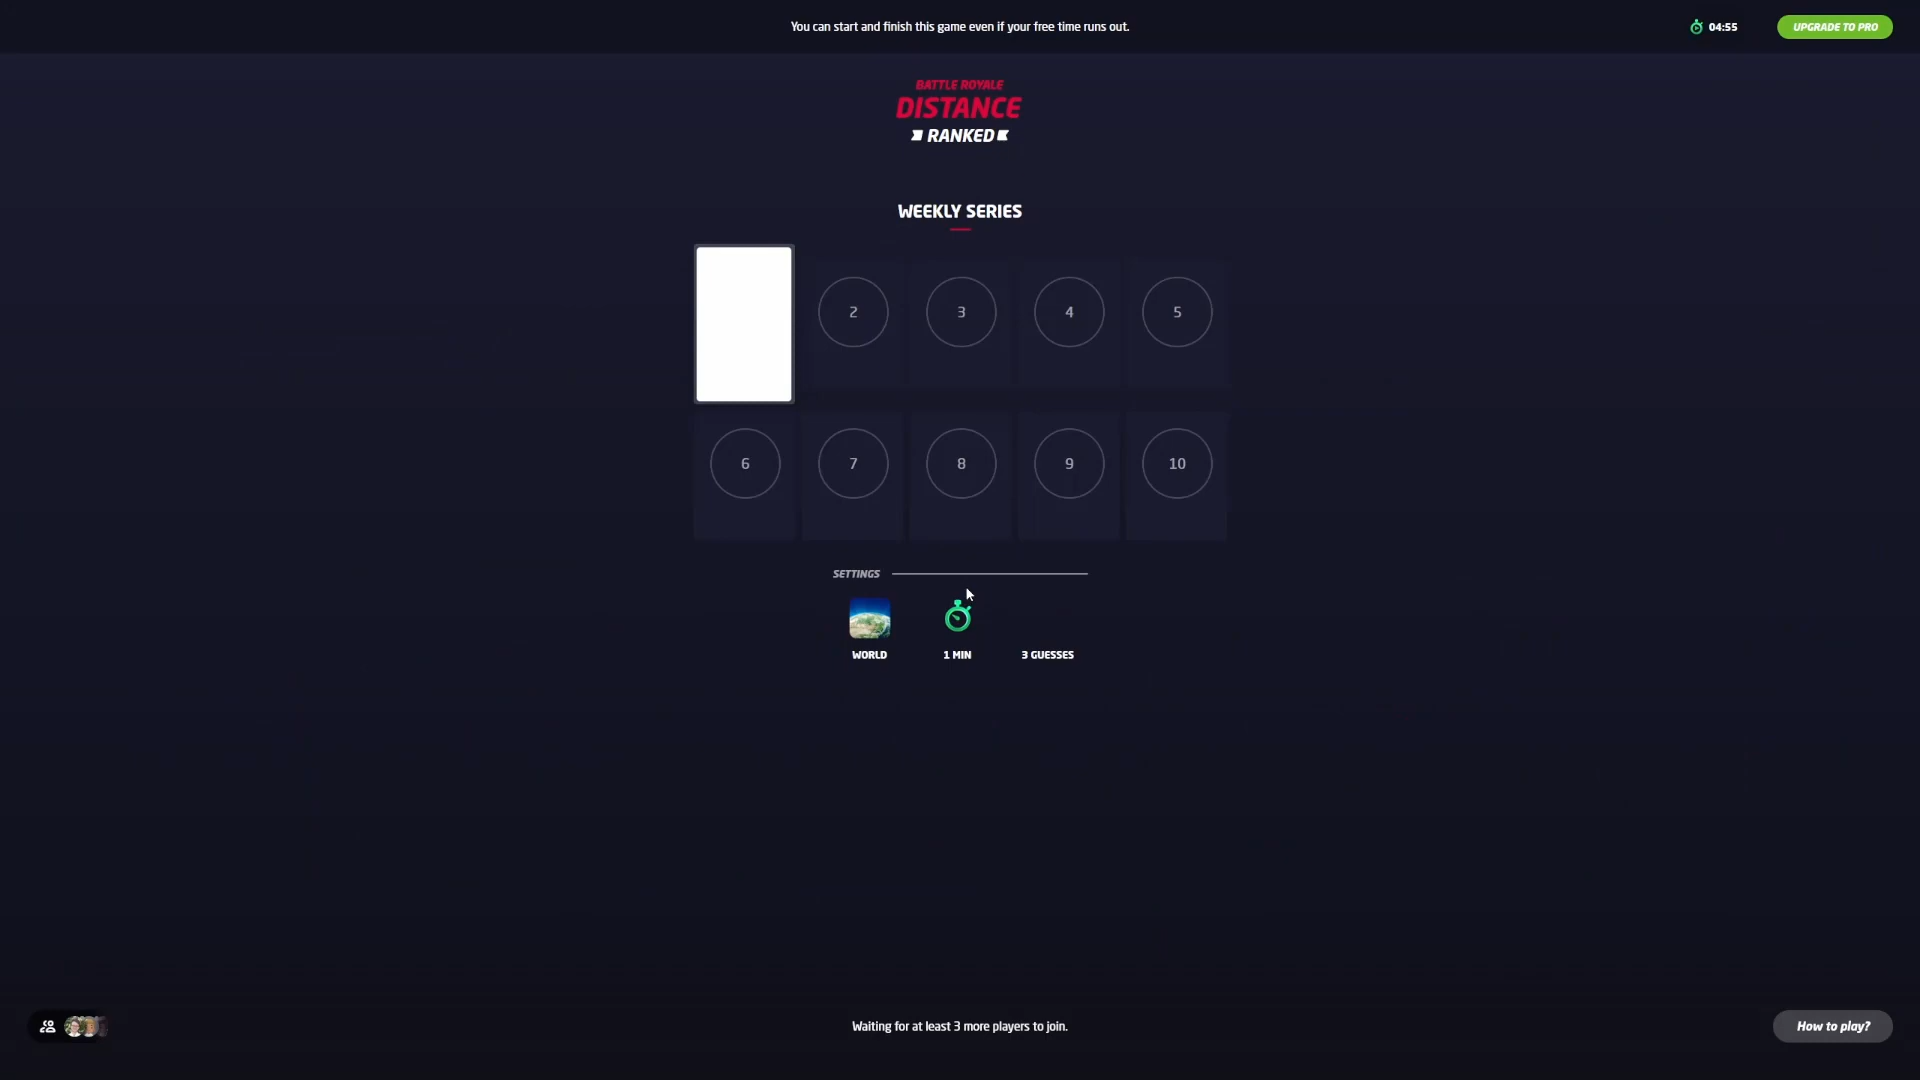 You can start and finish this game even if your free time runs out.
04:55
UPGRADE TO PRO
BATTLE ROYALE
DISTANCE
RANKED
WEEKLY SERIES
2
3
4
5
6
7
8
9
10
SETTINGS
WORLD
1 MIN
3 GUESSES
Waiting for at least 3 more players to join.
How to play?